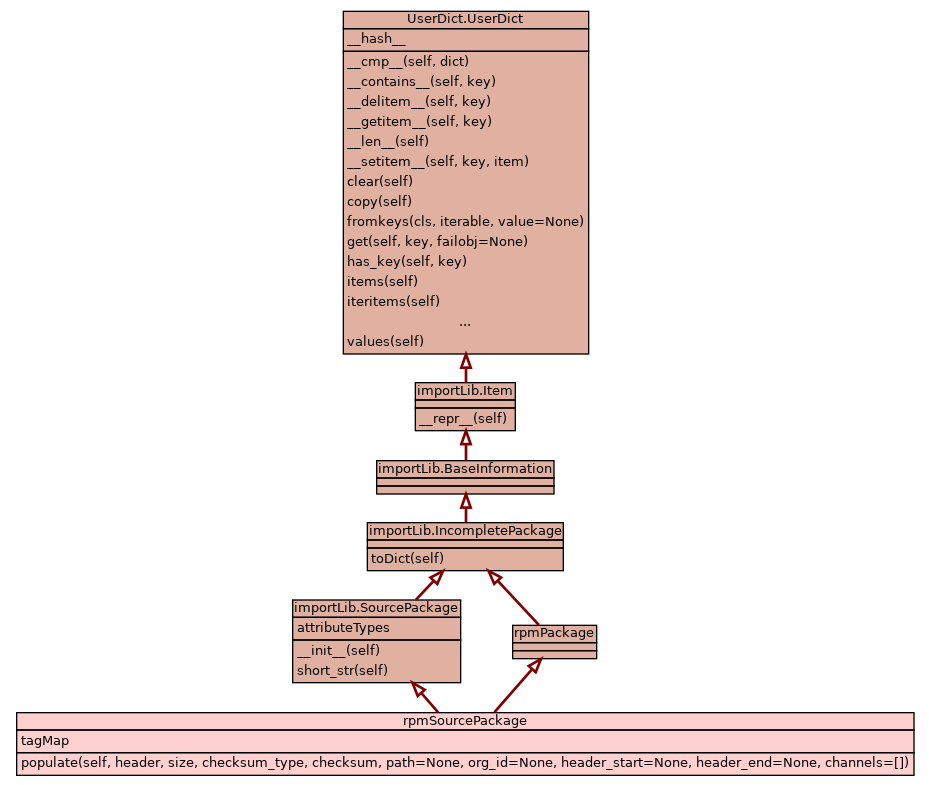 UserDict.UserDict
__hash__
__cmp__(self, dict)
__contains__(self, key)
__delitem__(self, key)
__getitem__(self, key)
__len__(self)
__setitem__(self, key, item)
clear(self)
copy(self)
fromkeys(cls, iterable, value=None)
get(self, key, failobj=None)
has_key(self, key)
items(self)
iteritems(self)
...
values(self)
importLib.Item
__repr__(self)
importLib.BaseInformation
importLib.IncompletePackage
toDict(self)
importLib.SourcePackage
attributeTypes
__init__(self)
short_str(self)
rpmPackage
rpmSourcePackage
tagMap
populate(self, header, size, checksum_type, checksum, path=None, org_id=None, header_start=None, header_end=None, channels=[])